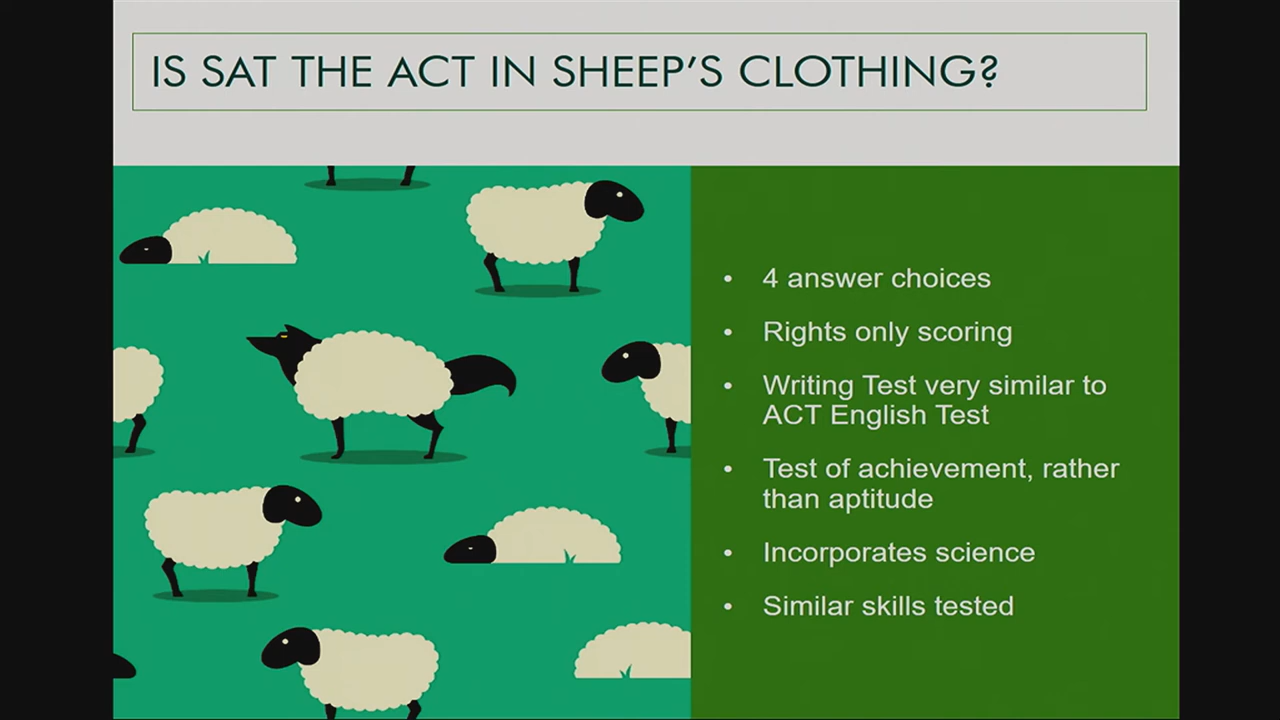 IS SAT THE ACT IN SHEEP’S CLOTHING?
• 4 answer choices
• Rights only scoring
• Writing Test very similar to
ACT English Test
• Test of achievement, rather
than aptitude
• Incorporates science
• Similar skills tested